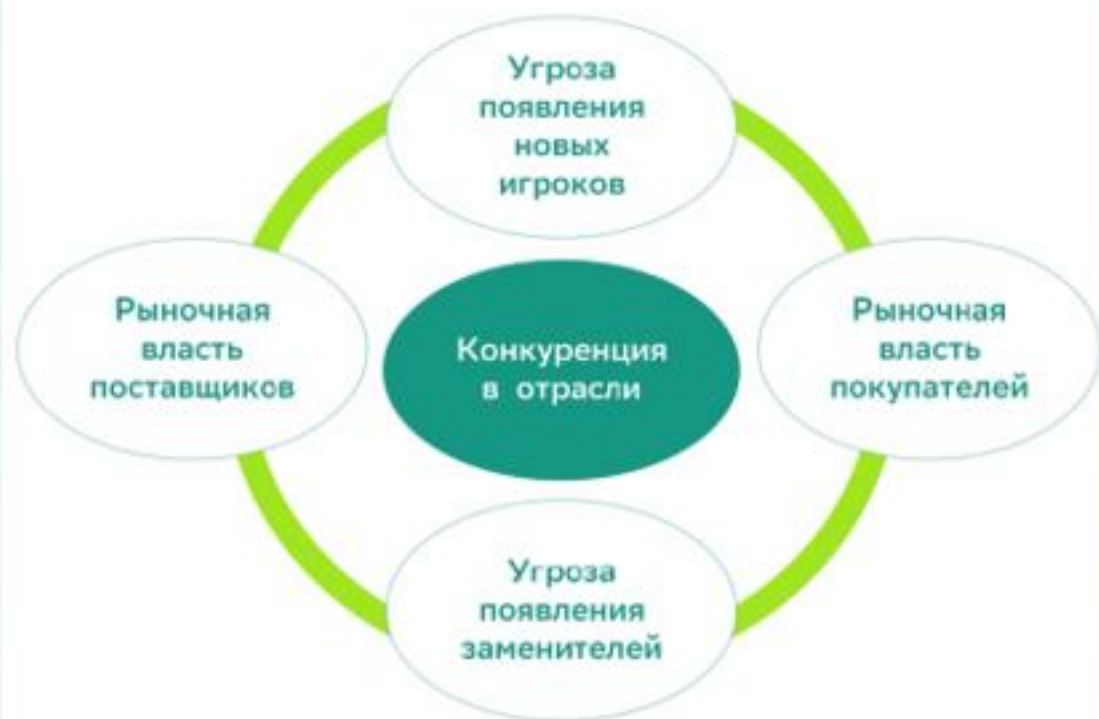 Угроза
появления
новых
игроков
Рыночная
власть
поставщиков
Конкуренция
в отрасли
Рыночная
власть
покупателей
Угроза
появления
заменителей